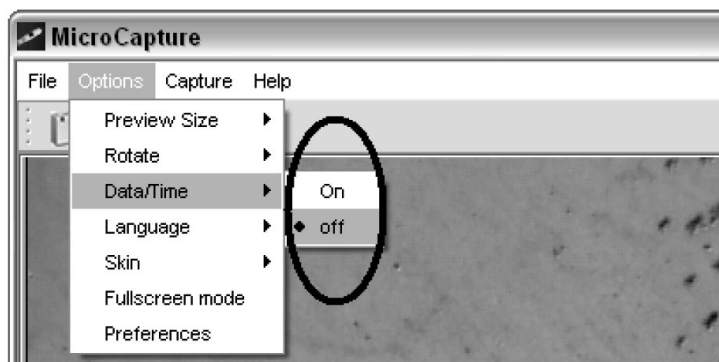 MicroCapture
File Options Capture Help
Preview Size
Rotate
Data/Time
On
Language
off
Skin
Fullscreen mode
Preferences